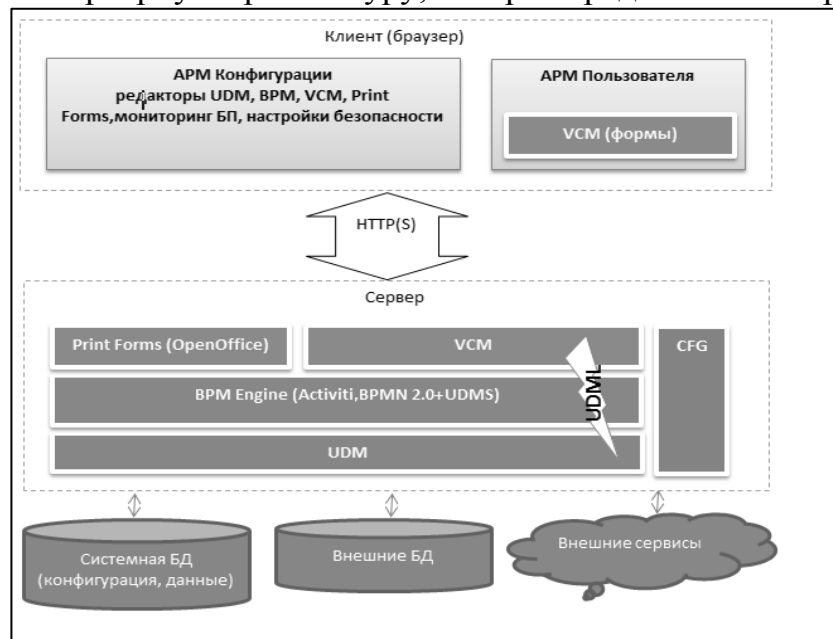 Клиент (браузер)
АРМ Конфигурации
редакторы UDM, BPM, VCM, Print
Forms,мониторинг БП, настройки безопасности
АРМ Пользователя
VCM (формы)
HTTP(S)
Сервер
Print Forms (OpenOffice)
VCM
CFG
BPM Engine (Activiti,BPMN 2.0+UDMS)
UDML
UDM
Системная БД
(конфигурация, данные)
Внешние БД
Внешние сервисы